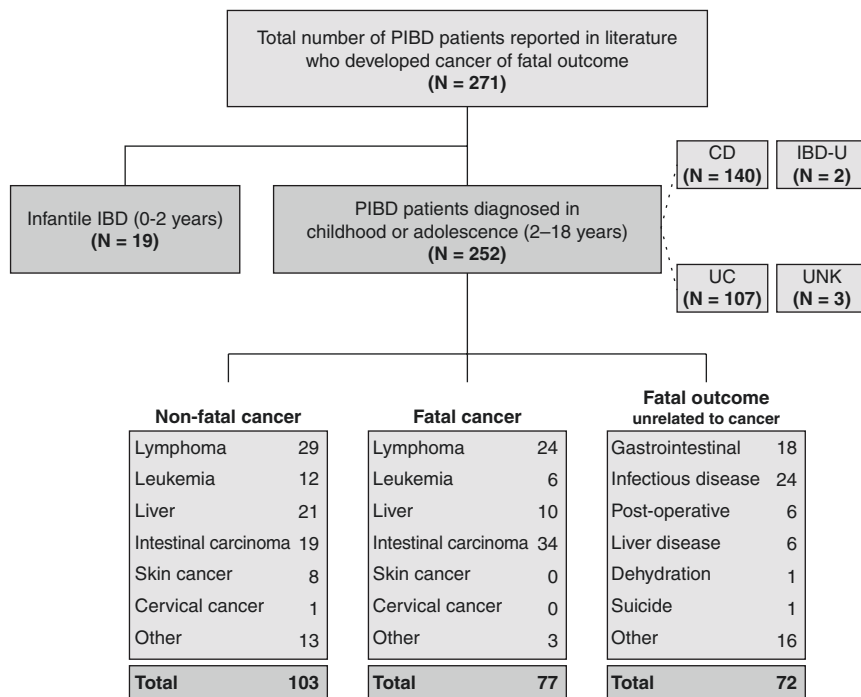 Total number of PIBD patients reported in literature
who developed cancer of fatal outcome
(N = 271)
Infantile IBD (0-2 years)
(N = 19)
PIBD patients diagnosed in
childhood or adolescence (2–18 years)
(N = 252)
CD
(N = 140)
IBD-U
(N = 2)
UC
(N = 107)
UNK
(N = 3)
Non-fatal cancer
Lymphoma 29
Leukemia 12
Liver 21
Intestinal carcinoma 19
Skin cancer 8
Cervical cancer 1
Other 13
Total 103
Fatal cancer
Lymphoma 24
Leukemia 6
Liver 10
Intestinal carcinoma 34
Skin cancer 0
Cervical cancer 0
Other 3
Total 77
Fatal outcome
unrelated to cancer
Gastrointestinal 18
Infectious disease 24
Post-operative 6
Liver disease 6
Dehydration 1
Suicide 1
Other 16
Total 72